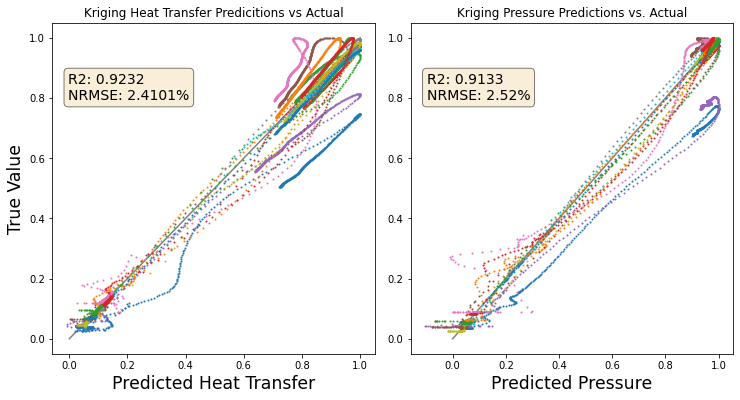 Kriging Heat Transfer Predicitions vs Actual
Kriging Pressure Predictions vs. Actual
R2: 0.9232
NRMSE: 2.4101%
R2: 0.9133
NRMSE: 2.52%
True Value
1.0
0.8
0.6
0.4
0.2
0.0
1.0
0.8
0.6
0.4
0.2
0.0
0.0 0.2 0.4 0.6 0.8 1.0
0.0 0.2 0.4 0.6 0.8 1.0
Predicted Heat Transfer
Predicted Pressure